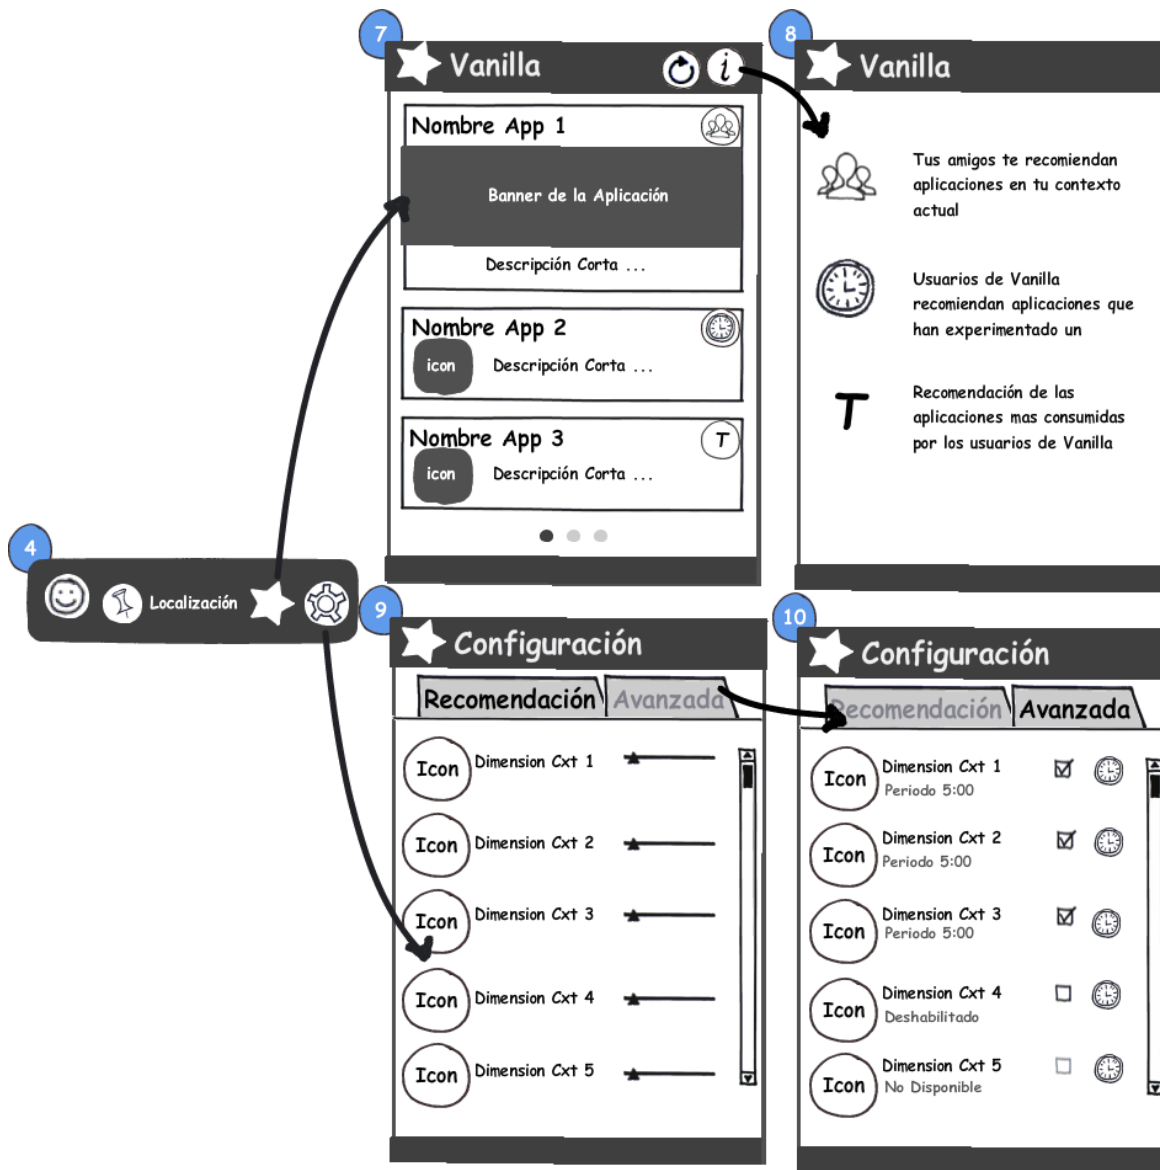 7
Vanilla
i
Nombre App 1
Banner de la Aplicación
Descripción Corta ...
Nombre App 2
icon
Descripción Corta ...
Nombre App 3
T
icon
Descripción Corta ...
8
Vanilla
Tus amigos te recomiendan
aplicaciones en tu contexto
actual
Usuarios de Vanilla
recomiendan aplicaciones que
han experimentado un
T
Recomendación de las
aplicaciones mas consumidas
por los usuarios de Vanilla
4
Localización
9
Configuración
Recomendación
Avanzada
Icon
Dimension Cxt 1
Icon
Dimension Cxt 2
Icon
Dimension Cxt 3
Icon
Dimension Cxt 4
Icon
Dimension Cxt 5
10
Configuración
Recomendación
Avanzada
Icon
Dimension Cxt 1
Periodo 5:00
Icon
Dimension Cxt 2
Periodo 5:00
Icon
Dimension Cxt 3
Periodo 5:00
Icon
Dimension Cxt 4
Deshabilitado
Icon
Dimension Cxt 5
No Disponible